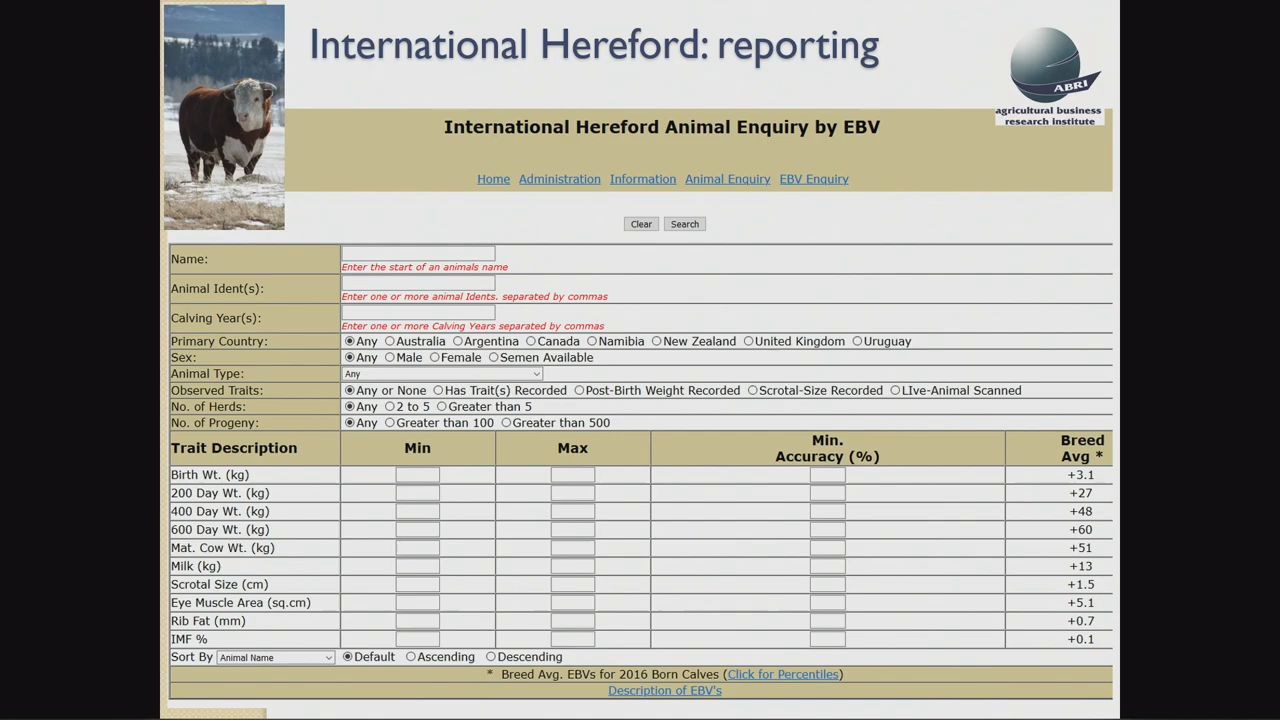 International Hereford: reporting
ABRI
agricultural business
research institute
International Hereford Animal Enquiry by EBV
Home Administration Information Animal Enquiry EBV Enquiry
Clear Search
Name:
Enter the start of an animals name
Animal Ident(s):
Enter one or more animal Idents. separated by commas
Calving Year(s):
Enter one or more Calving Years separated by commas
Primary Country: Any Australia Argentina Canada Namibia New Zealand United Kingdom Uruguay
Sex: Any Male Female Semen Available
Animal Type: Any
Observed Traits: Any or None Has Trait(s) Recorded Post-Birth Weight Recorded Scrotal-Size Recorded LIve-Animal Scanned
No. of Herds: Any 2 to 5 Greater than 5
No. of Progeny: Any Greater than 100 Greater than 500
Trait Description Min Max Min. Accuracy (%) Breed Avg *
Birth Wt. (kg) +3.1
200 Day Wt. (kg) +27
400 Day Wt. (kg) +48
600 Day Wt. (kg) +60
Mat. Cow Wt. (kg) +51
Milk (kg) +13
Scrotal Size (cm) +1.5
Eye Muscle Area (sq.cm) +5.1
Rib Fat (mm) +0.7
IMF % +0.1
Sort By Animal Name Default Ascending Descending
* Breed Avg. EBVs for 2016 Born Calves (Click for Percentiles)
Description of EBV's